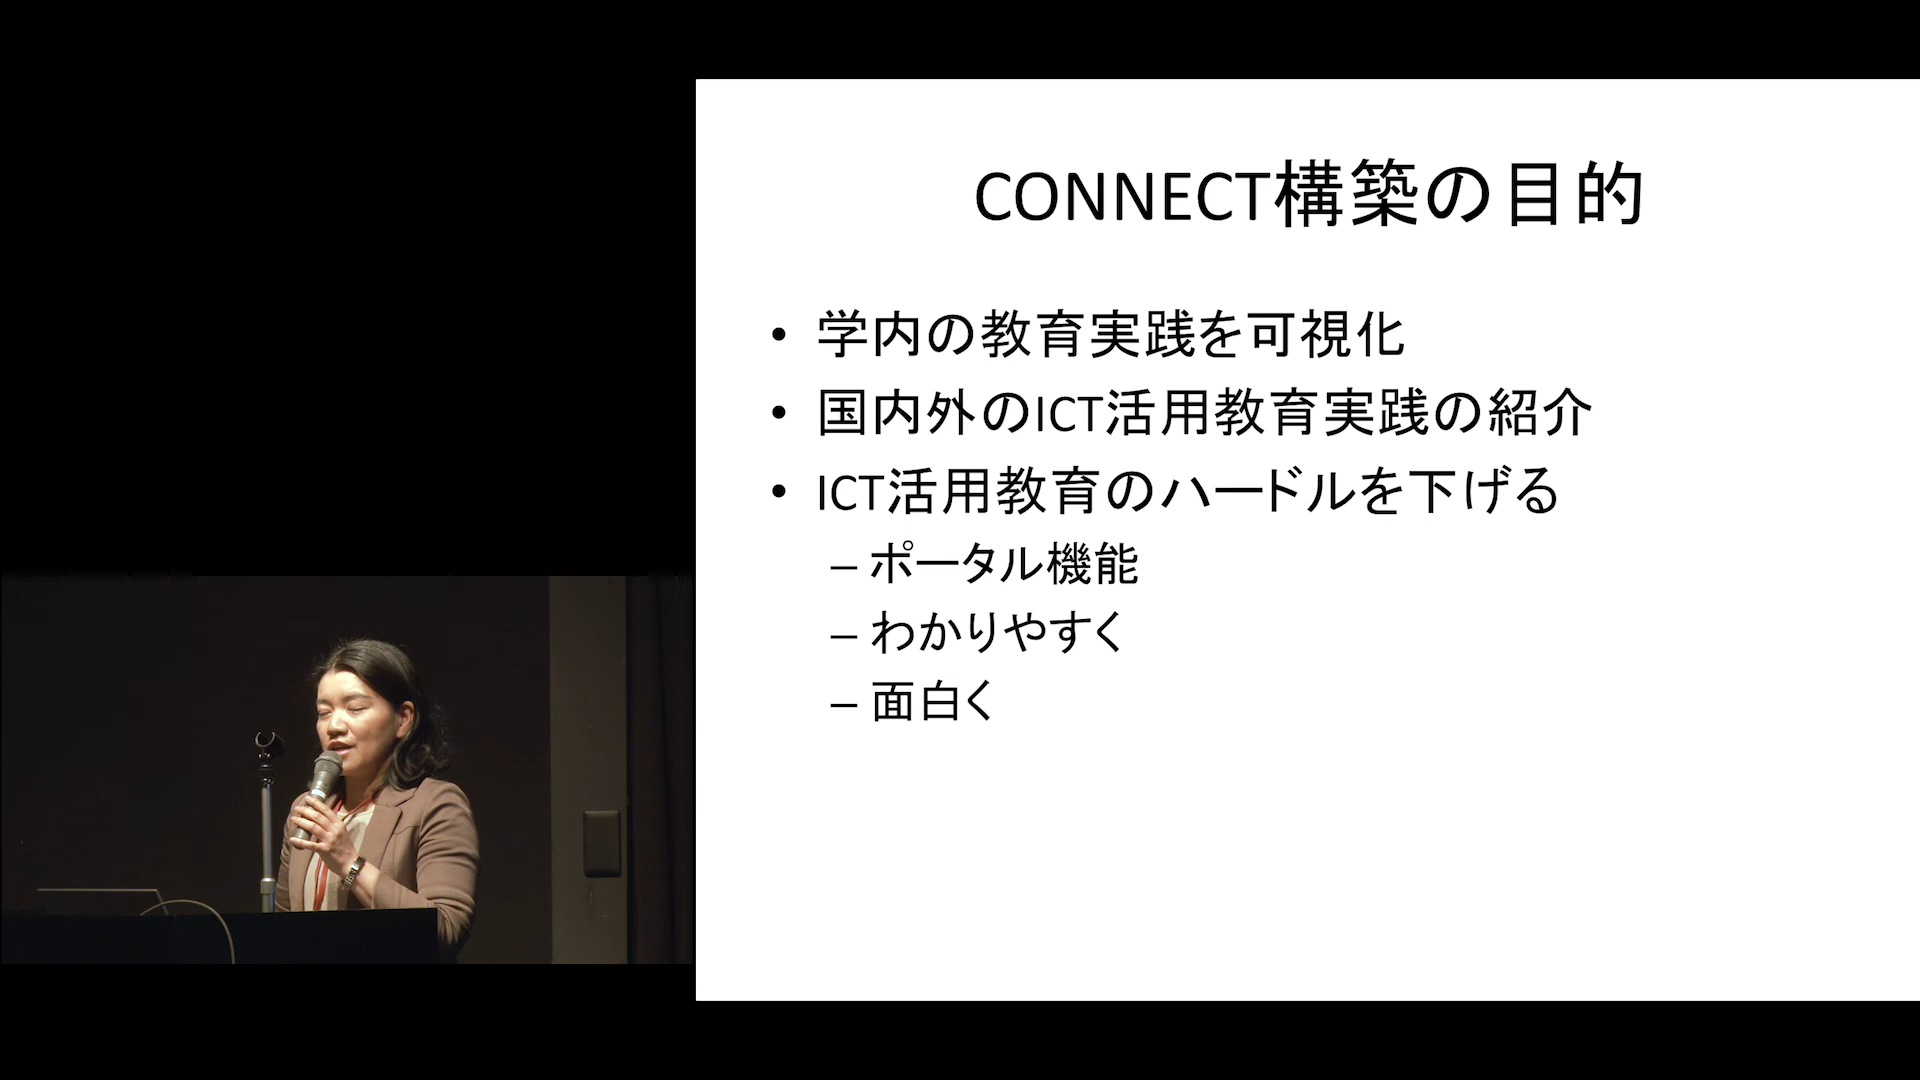 CONNECT構築の目的
• 学内の教育実践を可視化
• 国内外のICT活用教育実践の紹介
• ICT活用教育のハードルを下げる
– ポータル機能
– わかりやすく
– 面白く